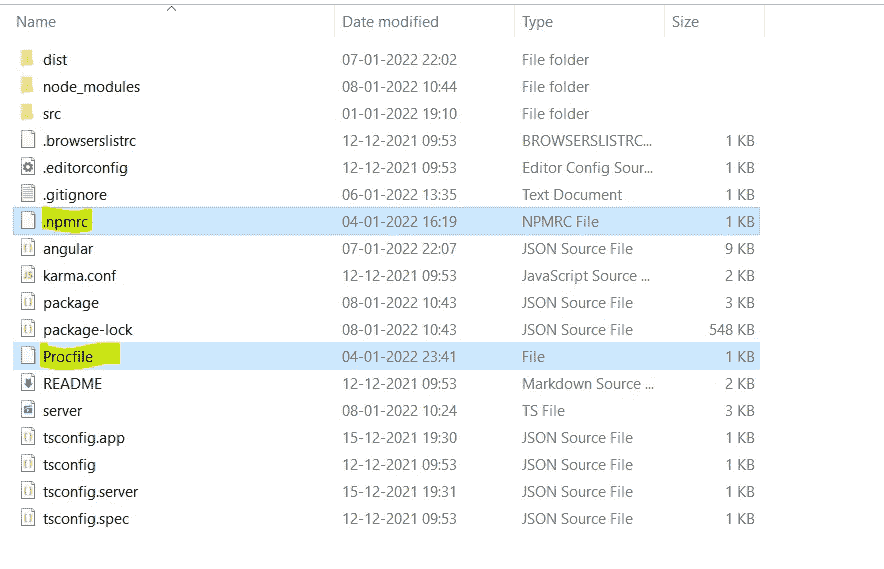 Name Date modified Type Size
dist 07-01-2022 22:02 File folder
node_modules 08-01-2022 10:44 File folder
src 01-01-2022 19:10 File folder
.browserslistrc 12-12-2021 09:53 BROWSERSLISTRC... 1 KB
.editorconfig 12-12-2021 09:53 Editor Config Sour... 1 KB
.gitignore 06-01-2022 13:35 Text Document 1 KB
.npmrc 04-01-2022 16:19 NPMRC File 1 KB
angular 07-01-2022 22:07 JSON Source File 9 KB
karma.conf 12-12-2021 09:53 JavaScript Source ... 2 KB
package 08-01-2022 10:43 JSON Source File 3 KB
package-lock 08-01-2022 10:43 JSON Source File 548 KB
Procfile 04-01-2022 23:41 File 1 KB
README 12-12-2021 09:53 Markdown Source ... 2 KB
server 08-01-2022 10:24 TS File 3 KB
tsconfig.app 15-12-2021 19:30 JSON Source File 1 KB
tsconfig 12-12-2021 09:53 JSON Source File 1 KB
tsconfig.server 15-12-2021 19:31 JSON Source File 1 KB
tsconfig.spec 12-12-2021 09:53 JSON Source File 1 KB